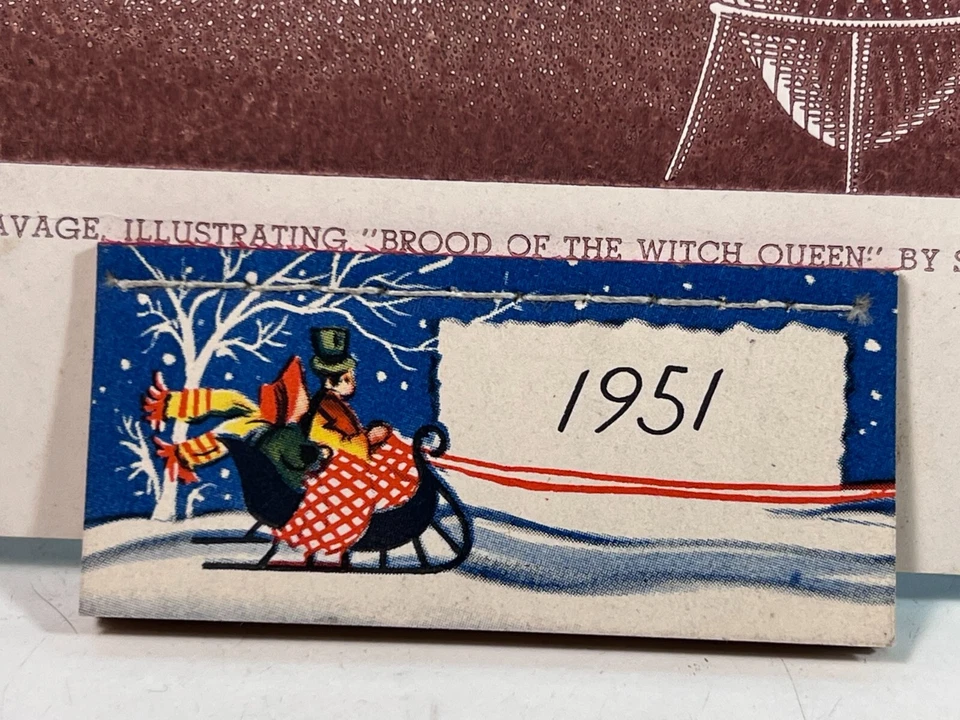 AVAGE, ILLUSTRATING "BROOD OF THE WITCH QUEEN" BY S
1951